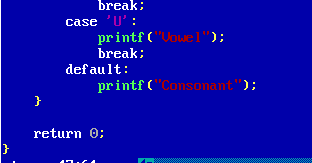 break;
case 'U':
printf("Vowel");
break;
default:
printf("Consonant");
}
return 0;
}